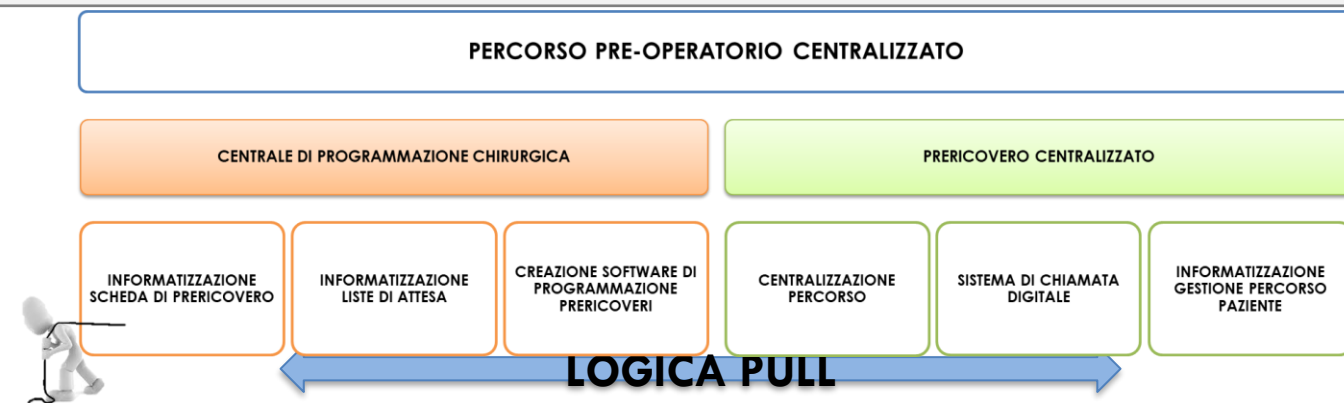 PERCORSO PRE-OPERATORIO CENTRALIZZATO
CENTRALE DI PROGRAMMAZIONE CHIRURGICA
PRERICOVERO CENTRALIZZATO
INFORMATIZZAZIONE
SCHEDA DI PRERICOVERO
INFORMATIZZAZIONE
LISTE DI ATTESA
CREAZIONE SOFTWARE DI
PROGRAMMAZIONE
PRERICOVERI
CENTRALIZZAZIONE
PERCORSO
SISTEMA DI CHIAMATA
DIGITALE
INFORMATIZZAZIONE
GESTIONE PERCORSO
PAZIENTE
LOGICA PULL